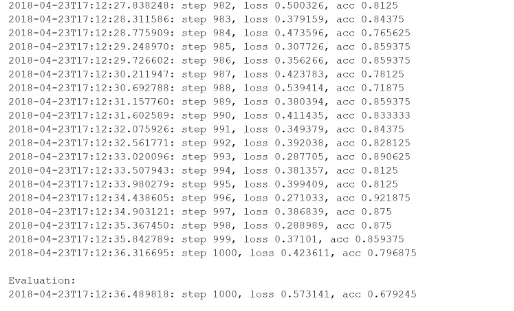 2018-04-23T17:12:27.838248: step 982, loss 0.500326, acc 0.8125
2018-04-23T17:12:28.311586: step 983, loss 0.379159, acc 0.84375
2018-04-23T17:12:28.775909: step 984, loss 0.473596, acc 0.765625
2018-04-23T17:12:29.248970: step 985, loss 0.307726, acc 0.859375
2018-04-23T17:12:29.726602: step 986, loss 0.356266, acc 0.859375
2018-04-23T17:12:30.211947: step 987, loss 0.423783, acc 0.78125
2018-04-23T17:12:30.692788: step 988, loss 0.539414, acc 0.71875
2018-04-23T17:12:31.157760: step 989, loss 0.380394, acc 0.859375
2018-04-23T17:12:31.602589: step 990, loss 0.411435, acc 0.833333
2018-04-23T17:12:32.075926: step 991, loss 0.349379, acc 0.84375
2018-04-23T17:12:32.561771: step 992, loss 0.392038, acc 0.828125
2018-04-23T17:12:33.020096: step 993, loss 0.287705, acc 0.890625
2018-04-23T17:12:33.507943: step 994, loss 0.381357, acc 0.8125
2018-04-23T17:12:33.980279: step 995, loss 0.399409, acc 0.8125
2018-04-23T17:12:34.438605: step 996, loss 0.271033, acc 0.921875
2018-04-23T17:12:34.903121: step 997, loss 0.386839, acc 0.875
2018-04-23T17:12:35.367450: step 998, loss 0.288989, acc 0.875
2018-04-23T17:12:35.842789: step 999, loss 0.37101, acc 0.859375
2018-04-23T17:12:36.316695: step 1000, loss 0.423611, acc 0.796875
Evaluation:
2018-04-23T17:12:36.489818: step 1000, loss 0.573141, acc 0.679245